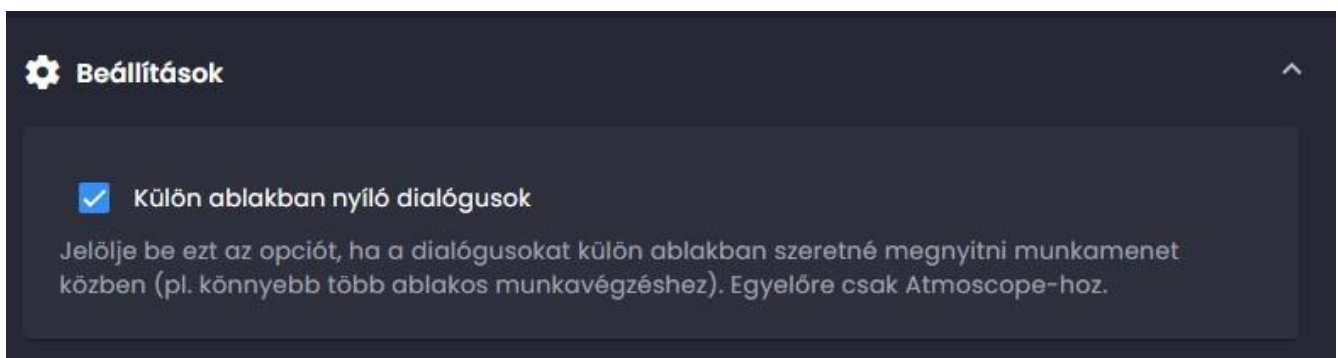 Beállítások
Külön ablakban nyíló dialógusok
Jelölje be ezt az opciót, ha a dialógusokat külön ablakban szeretné megnyitni munkamenet
közben (pl. könnyebb több ablakos munkavégzéshez). Egyelőre csak Atmoscope-hoz.